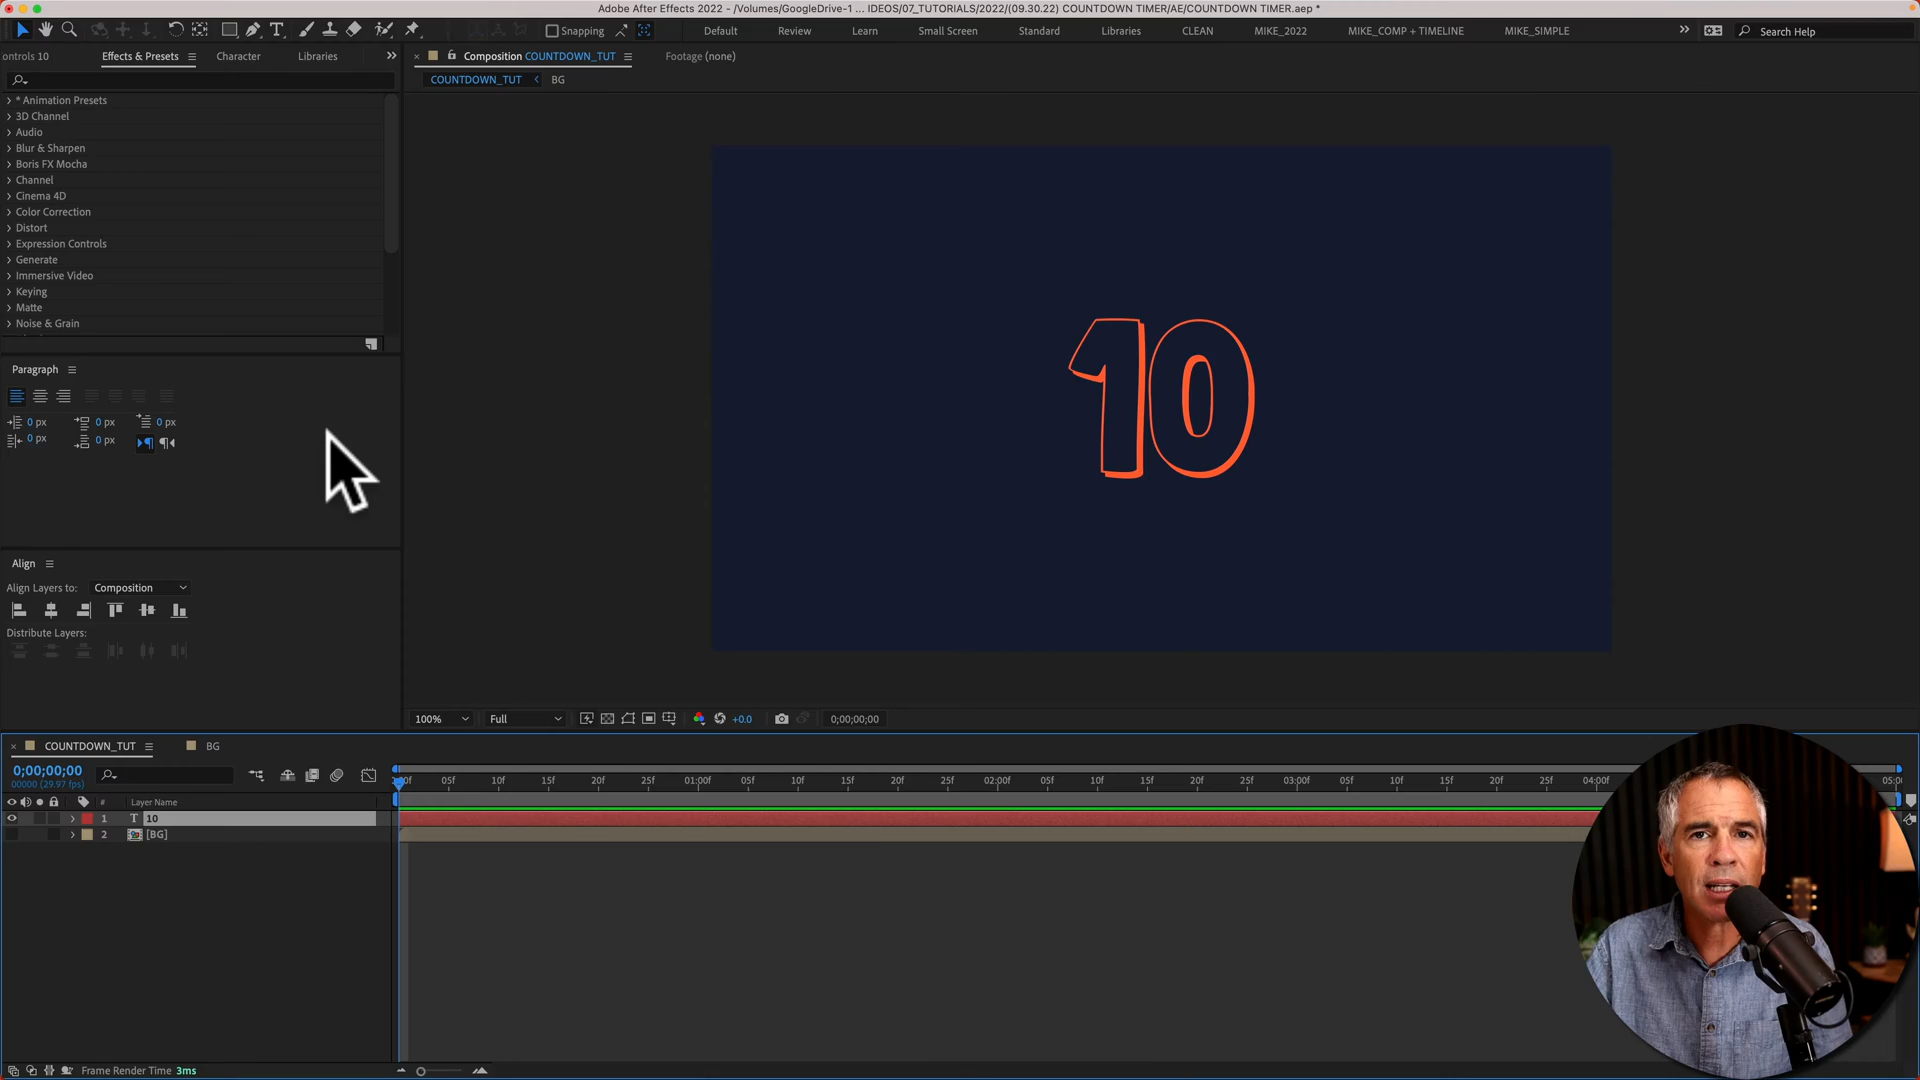 Adobe After Effects 2022 - /Volumes/GoogleDrive-1 ... IDEOS/07_TUTORIALS/2022/(09.30.22) COUNTDOWN TIMER/AE/COUNTDOWN TIMER.aep *
Snapping
Default
Review
Learn
Small Screen
Standard
Libraries
CLEAN
MIKE_2022
MIKE_COMP + TIMELINE
MIKE_SIMPLE
Search Help
ontrols 10
Effects & Presets
Character
Libraries
Composition COUNTDOWN_TUT
Footage (none)
COUNTDOWN_TUT
BG
* Animation Presets
3D Channel
Audio
Blur & Sharpen
Boris FX Mocha
Channel
Cinema 4D
Color Correction
Distort
Expression Controls
Generate
Immersive Video
Keying
Matte
Noise & Grain
10
Paragraph
0 px 0 px 0 px
0 px 0 px
Align
Align Layers to: Composition
Distribute Layers:
100%
Full
+0.0
0;00;00;00
COUNTDOWN_TUT
BG
0;00;00;00
00000 (29.97 fps)
:00f 05f 10f 15f 20f 25f 01:00f 05f 10f 15f 20f 25f 02:00f 05f 10f 15f 20f 25f 03:00f 05f 10f 15f 20f 25f 04:00f 05:0
# Layer Name
1 T 10
2 [BG]
Frame Render Time 3ms